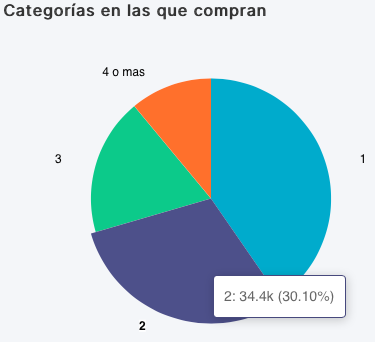 Categorías en las que compran
4 o mas
3
1
2: 34.4k (30.10%)
2